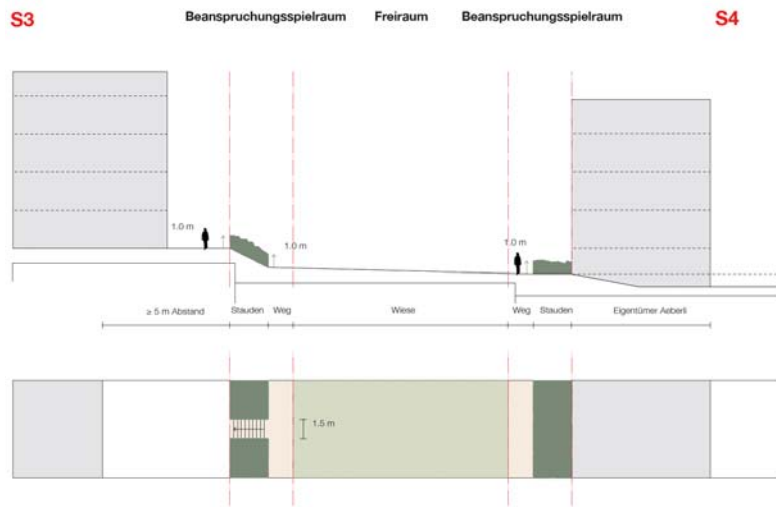 S3 Beanspruchungsspielraum Freiraum Beanspruchungsspielraum S4
1.0 m
1.0 m
1.0 m
≥ 5 m Abstand Stauden Weg Wiese Weg Stauden Eigentümer Aeberli
1.5 m